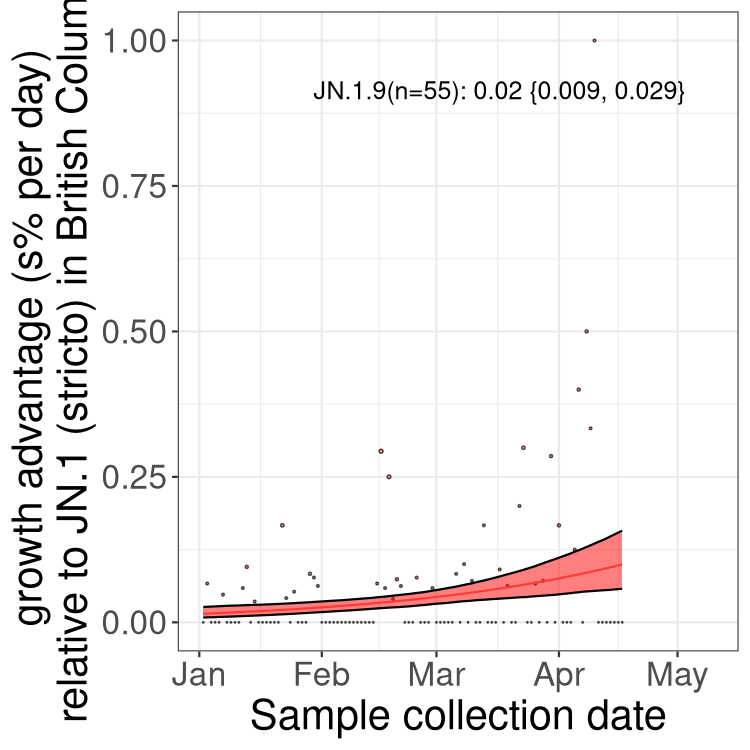 growth advantage (s% per day)
relative to JN.1 (stricto) in British Colum
1.00
0.75
0.50
0.25
0.00
JN.1.9(n=55): 0.02 {0.009, 0.029}
Jan Feb Mar Apr May
Sample collection date